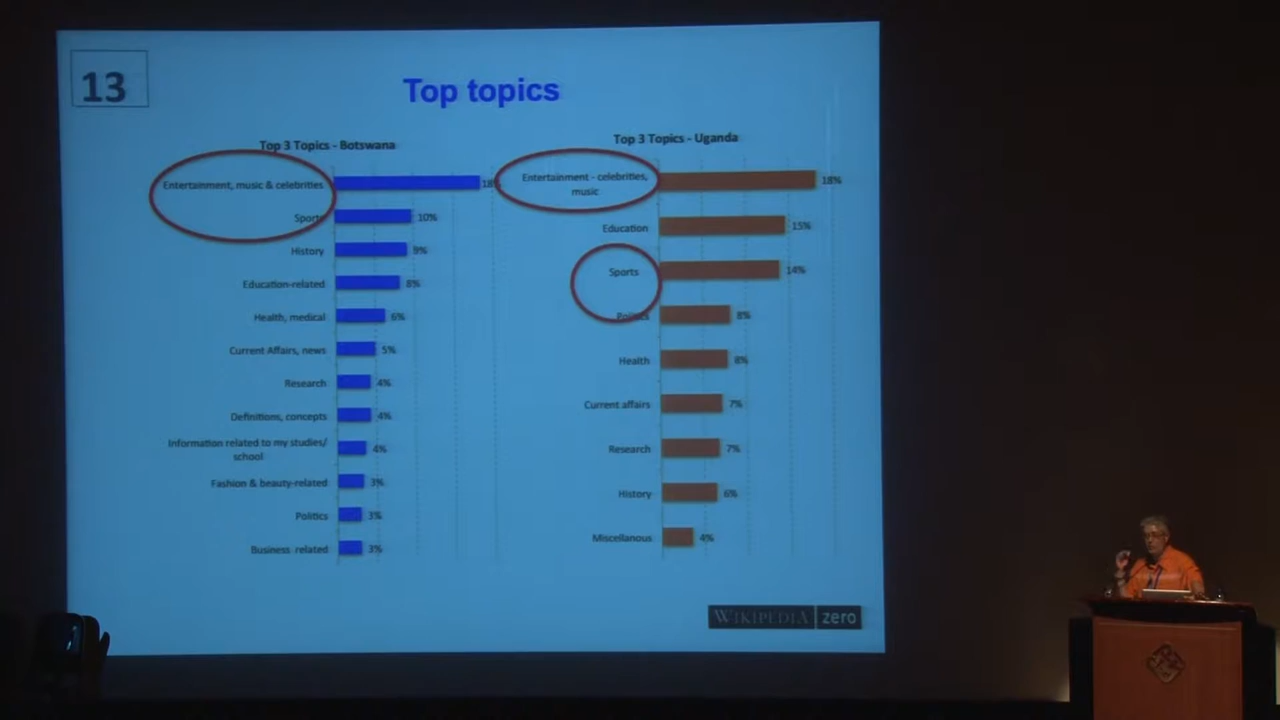 13
Top topics
Top 3 Topics - Botswana
Entertainment, music & celebrities
18
Sports
10%
History
9%
Education-related
8%
Health, medical
6%
Current Affairs, news
5%
Research
4%
Definitions, concepts
4%
Information related to my studies/
school
4%
Fashion & beauty-related
3%
Politics
3%
Business related
3%
Top 3 Topics - Uganda
Entertainment - celebrities,
music
18%
Education
15%
Sports
14%
Politics
8%
Health
8%
Current affairs
7%
Research
7%
History
6%
Miscellanous
4%
WIKIPEDIA zero